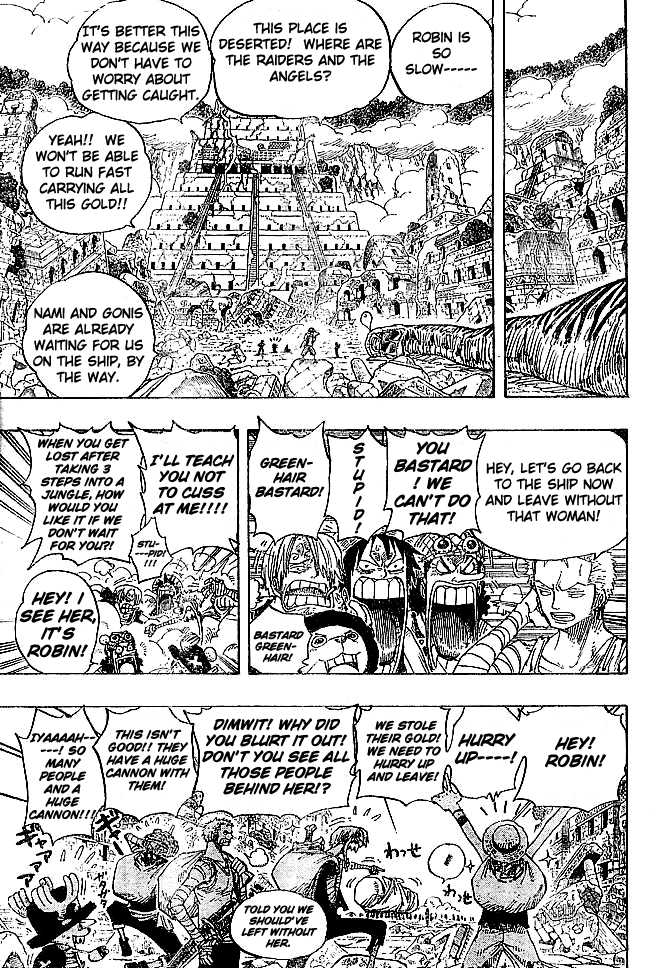 ROBIN IS
SO
SLOW-----
THIS PLACE IS
DESERTED! WHERE ARE
THE RAIDERS AND THE
ANGELS?
IT'S BETTER THIS
WAY BECAUSE WE
DON'T HAVE TO
WORRY ABOUT
GETTING CAUGHT.
YEAH!! WE
WON'T BE ABLE
TO RUN FAST
CARRYING ALL
THIS GOLD!!
NAMI AND GONIS
ARE ALREADY
WAITING FOR US
ON THE SHIP, BY
THE WAY.
HEY, LET'S GO BACK
TO THE SHIP NOW
AND LEAVE WITHOUT
THAT WOMAN!
YOU
BASTARD
! WE
CAN'T DO
THAT!
STUPID!
GREEN-
HAIR
BASTARD!
BASTARD
GREEN-
HAIR!
I'LL TEACH
YOU NOT
TO CUSS
AT ME!!!!
STU-
---PID!
!!!
WHEN YOU GET
LOST AFTER
TAKING 3
STEPS INTO A
JUNGLE, HOW
WOULD YOU
LIKE IT IF WE
DON'T WAIT
FOR YOU?!
HEY! I
SEE HER,
IT'S
ROBIN!
HEY!
ROBIN!
HURRY
UP----!
WE STOLE
THEIR GOLD!
WE NEED TO
HURRY UP
AND LEAVE!
DIMWIT! WHY DID
YOU BLURT IT OUT!
DON'T YOU SEE
ALL THOSE PEOPLE
BEHIND HER!?
THIS ISN'T
GOOD!! THEY
HAVE A HUGE
CANNON WITH
THEM!
IYAAAAH--
----! SO
MANY
PEOPLE
AND A
HUGE
CANNON!!!
TOLD YOU WE
SHOULD'VE
LEFT WITHOUT
HER.
わっせ
わっせ